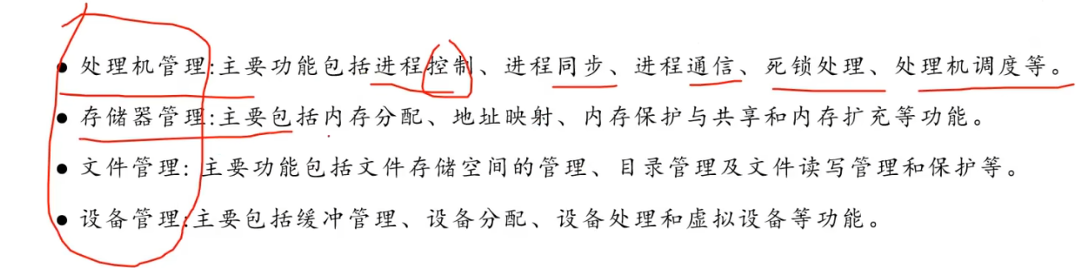 ● 处理机管理:主要功能包括进程控制、进程同步、进程通信、死锁处理、处理机调度等。
● 存储器管理:主要包括内存分配、地址映射、内存保护与共享和内存扩充等功能。
● 文件管理: 主要功能包括文件存储空间的管理、目录管理及文件读写管理和保护等。
● 设备管理:主要包括缓冲管理、设备分配、设备处理和虚拟设备等功能。